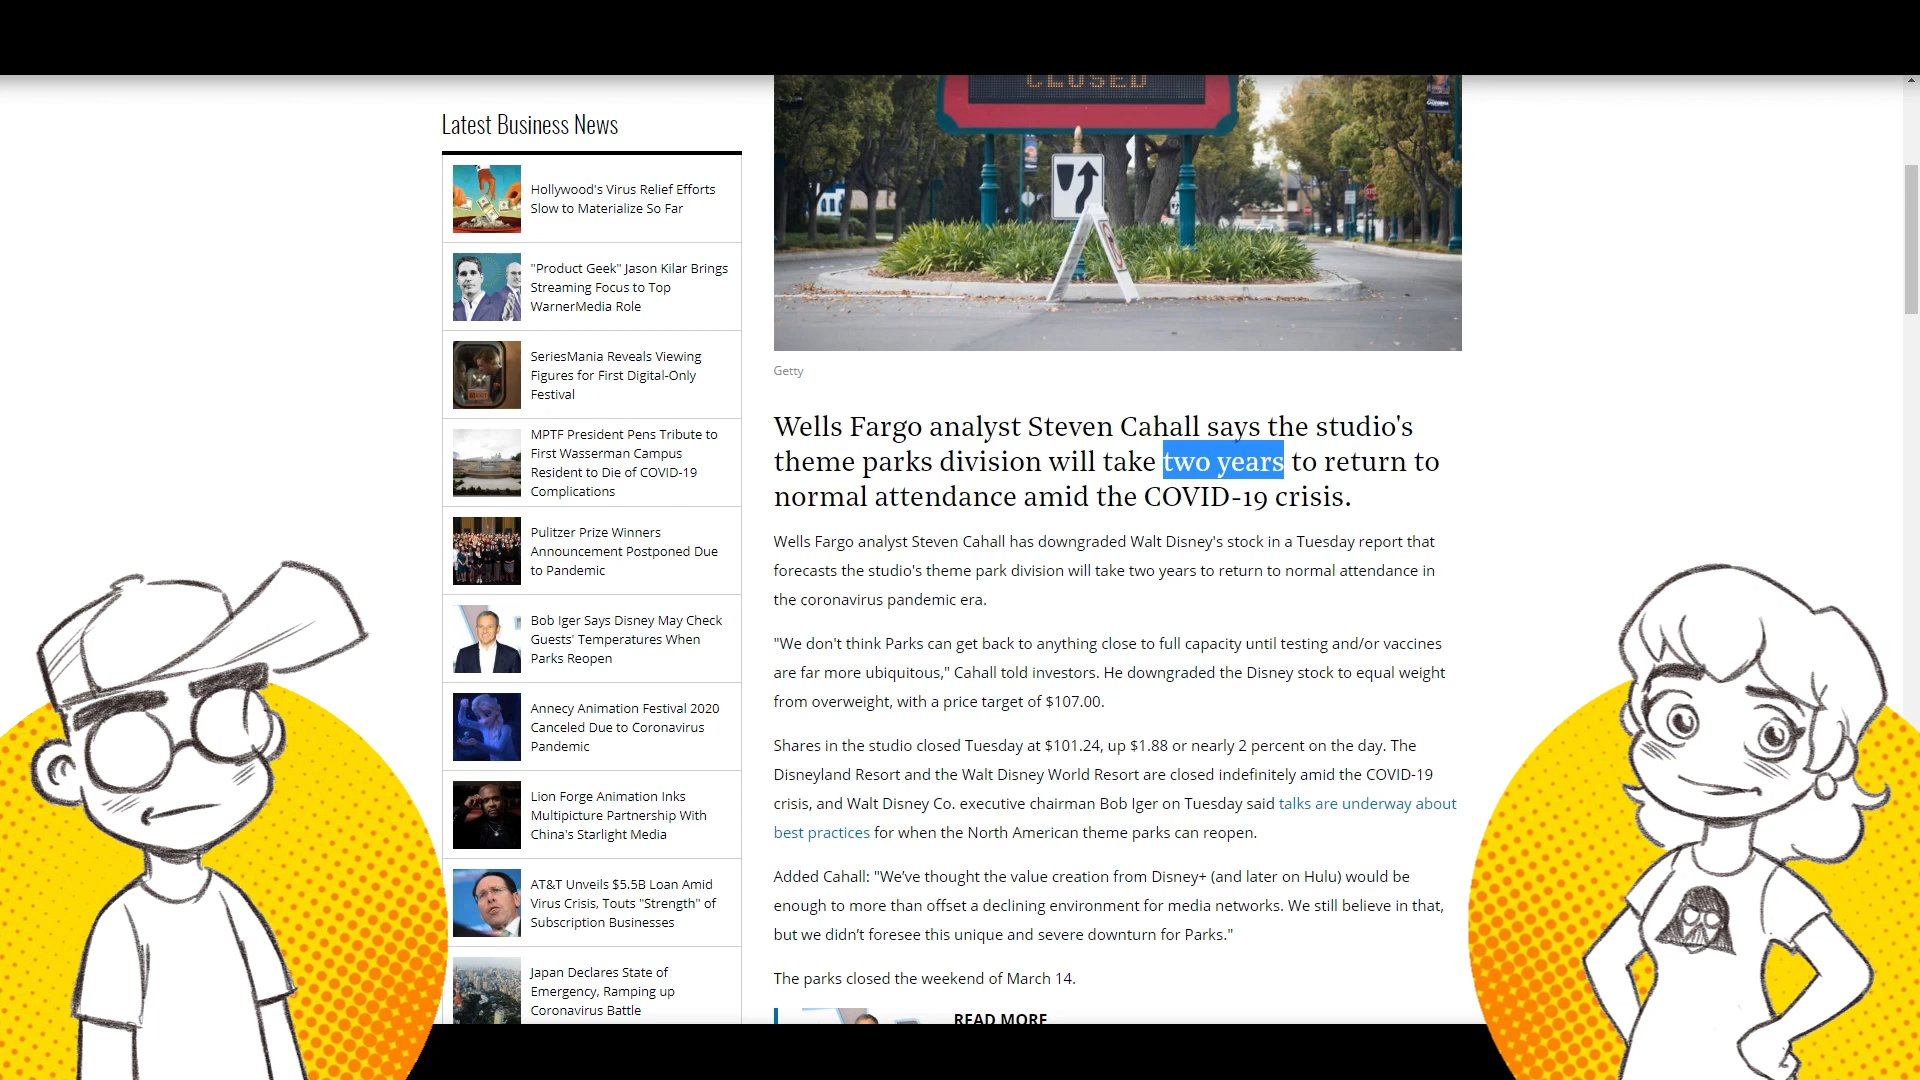 CLOSED
Latest Business News
Hollywood's Virus Relief Efforts
Slow to Materialize So Far
"Product Geek" Jason Kilar Brings
Streaming Focus to Top
WarnerMedia Role
SeriesMania Reveals Viewing
Figures for First Digital-Only
Festival
MPTF President Pens Tribute to
First Wasserman Campus
Resident to Die of COVID-19
Complications
Pulitzer Prize Winners
Announcement Postponed Due
to Pandemic
Bob Iger Says Disney May Check
Guests' Temperatures When
Parks Reopen
Annecy Animation Festival 2020
Canceled Due to Coronavirus
Pandemic
Lion Forge Animation Inks
Multipicture Partnership With
China's Starlight Media
AT&T Unveils $5.5B Loan Amid
Virus Crisis, Touts "Strength" of
Subscription Businesses
Japan Declares State of
Emergency, Ramping up
Coronavirus Battle
Getty
Wells Fargo analyst Steven Cahall says the studio's
theme parks division will take two years to return to
normal attendance amid the COVID-19 crisis.
Wells Fargo analyst Steven Cahall has downgraded Walt Disney's stock in a Tuesday report that
forecasts the studio's theme park division will take two years to return to normal attendance in
the coronavirus pandemic era.
"We don't think Parks can get back to anything close to full capacity until testing and/or vaccines
are far more ubiquitous," Cahall told investors. He downgraded the Disney stock to equal weight
from overweight, with a price target of $107.00.
Shares in the studio closed Tuesday at $101.24, up $1.88 or nearly 2 percent on the day. The
Disneyland Resort and the Walt Disney World Resort are closed indefinitely amid the COVID-19
crisis, and Walt Disney Co. executive chairman Bob Iger on Tuesday said talks are underway about
best practices for when the North American theme parks can reopen.
Added Cahall: "We’ve thought the value creation from Disney+ (and later on Hulu) would be
enough to more than offset a declining environment for media networks. We still believe in that,
but we didn’t foresee this unique and severe downturn for Parks."
The parks closed the weekend of March 14.
READ MORE